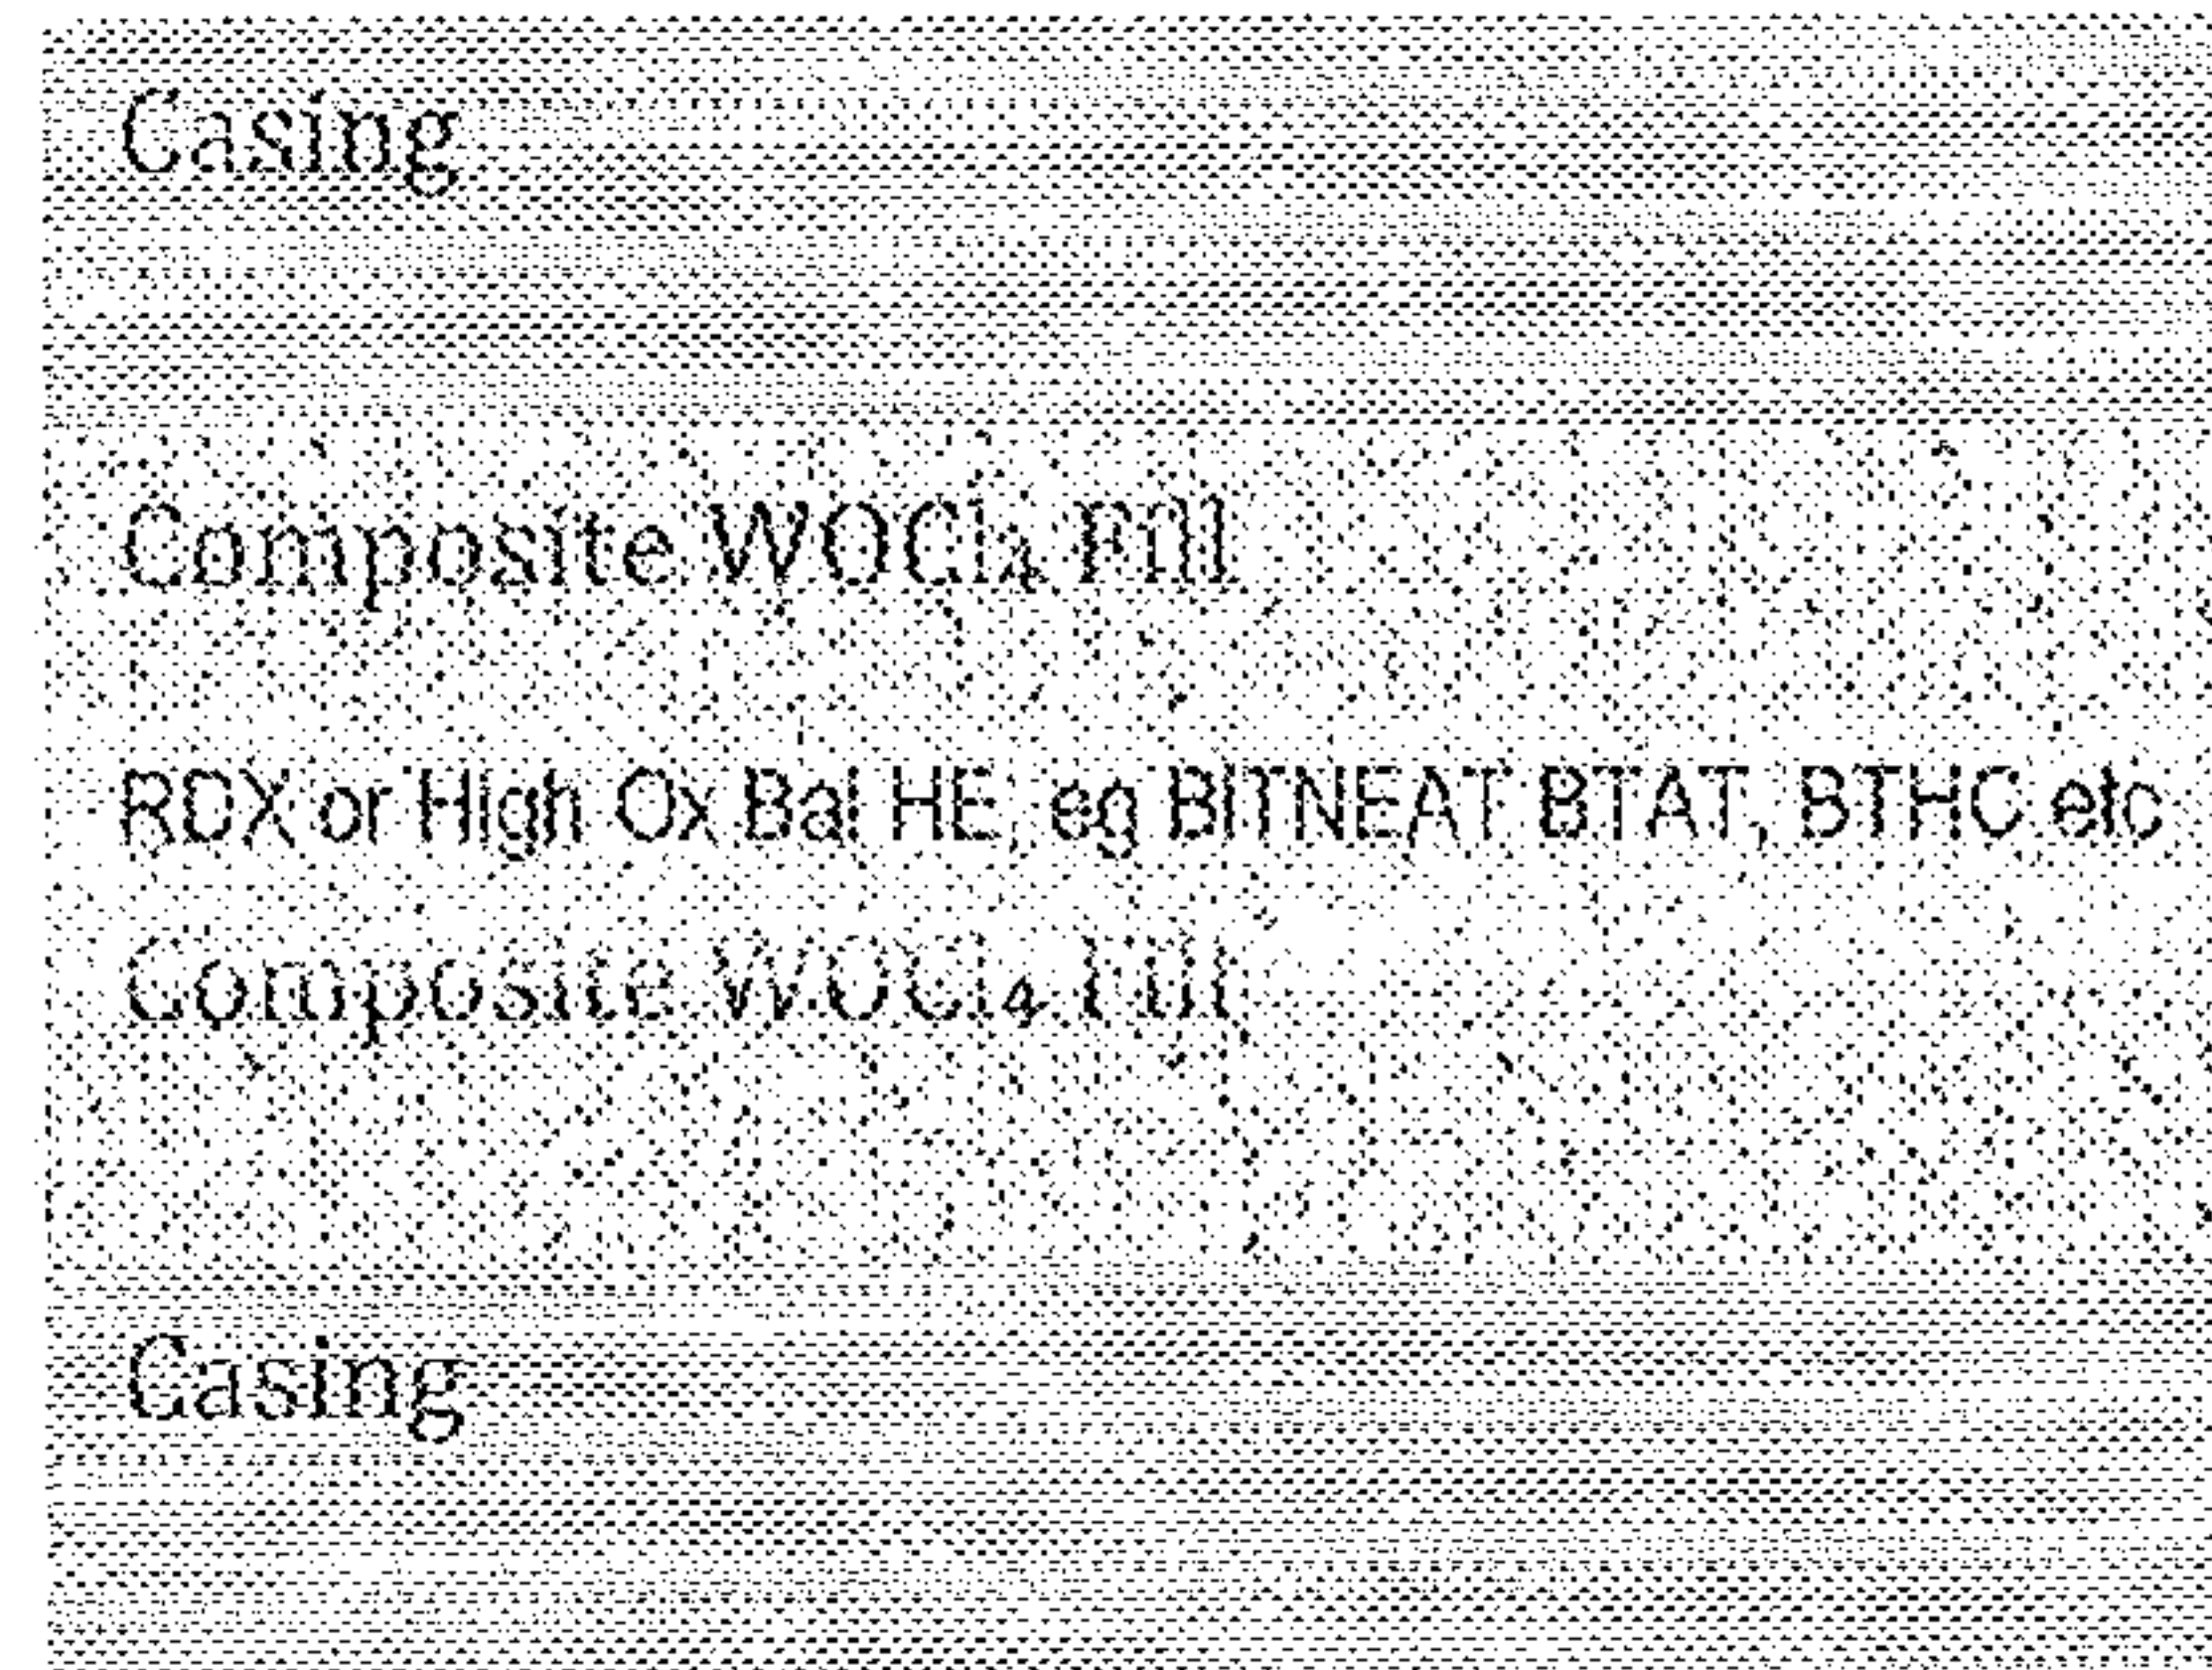 Casing
Composite WOCl₄ Fill
RDX or High Ox Bal HE, eg BITNEAT BTAT, BTHC etc
Composite WOCl₄ Fill
Casing